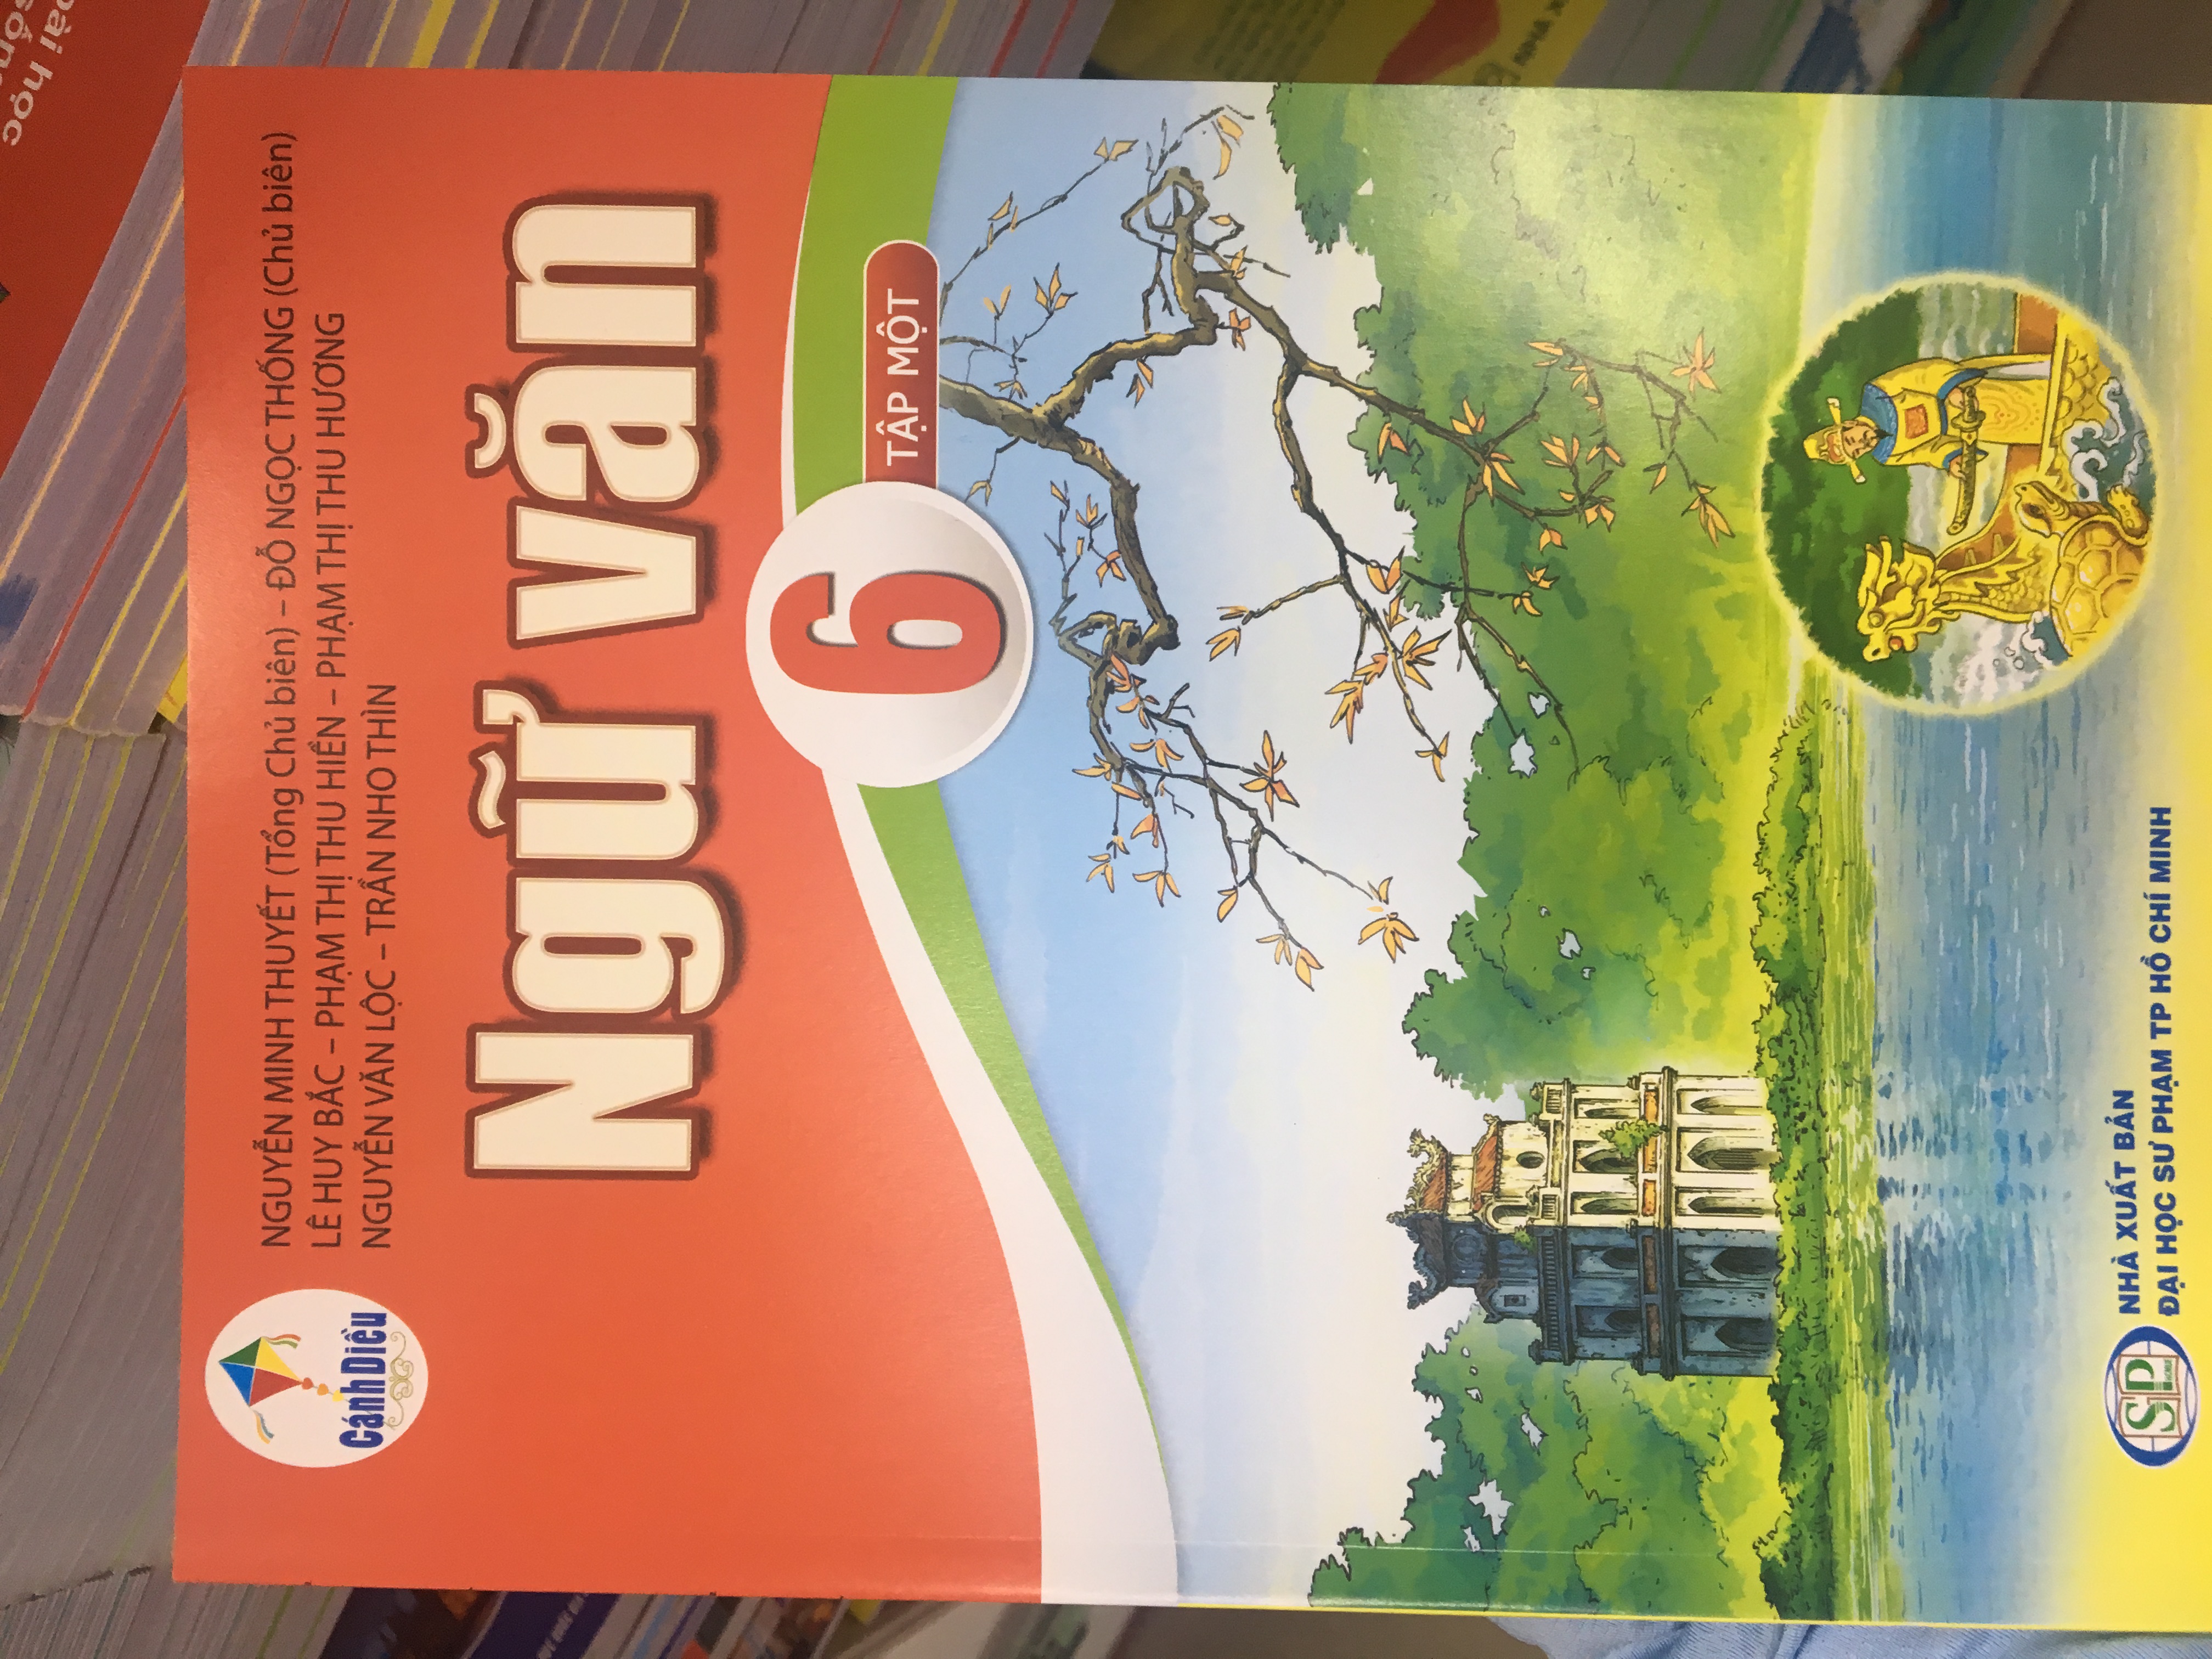 Cánh Diều
NGUYỄN MINH THUYẾT (Tổng Chủ biên) – ĐỖ NGỌC THỐNG (Chủ biên)
LÊ HUY BẮC – PHẠM THỊ THU HIỀN – PHẠM THỊ THU HƯƠNG
NGUYỄN VĂN LỘC – TRẦN NHO THÌN
Ngữ văn
6
TẬP MỘT
SP
NHÀ XUẤT BẢN
ĐẠI HỌC SƯ PHẠM TP HỒ CHÍ MINH